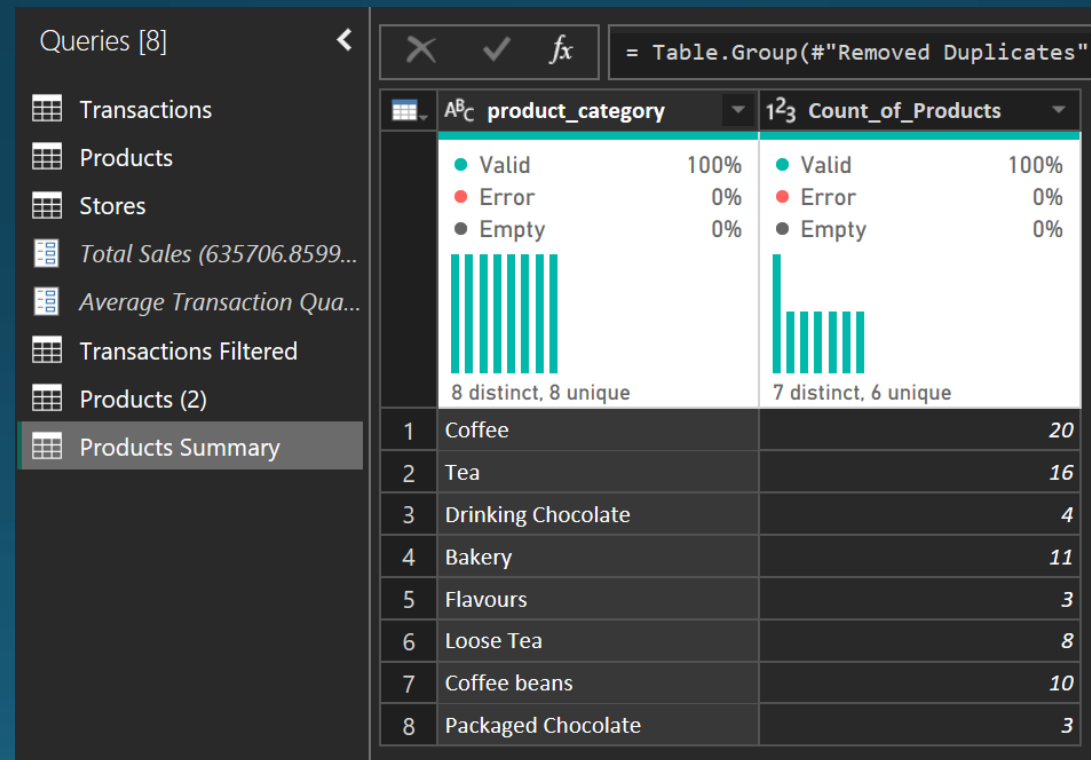 Queries [8]
Transactions
Products
Stores
Total Sales (635706.8599...
Average Transaction Qua...
Transactions Filtered
Products (2)
Products Summary
fx
= Table.Group(#"Removed Duplicates"
ABC product_category 123 Count_of_Products
Valid 100% Valid 100%
Error 0% Error 0%
Empty 0% Empty 0%
8 distinct, 8 unique 7 distinct, 6 unique
1 Coffee 20
2 Tea 16
3 Drinking Chocolate 4
4 Bakery 11
5 Flavours 3
6 Loose Tea 8
7 Coffee beans 10
8 Packaged Chocolate 3